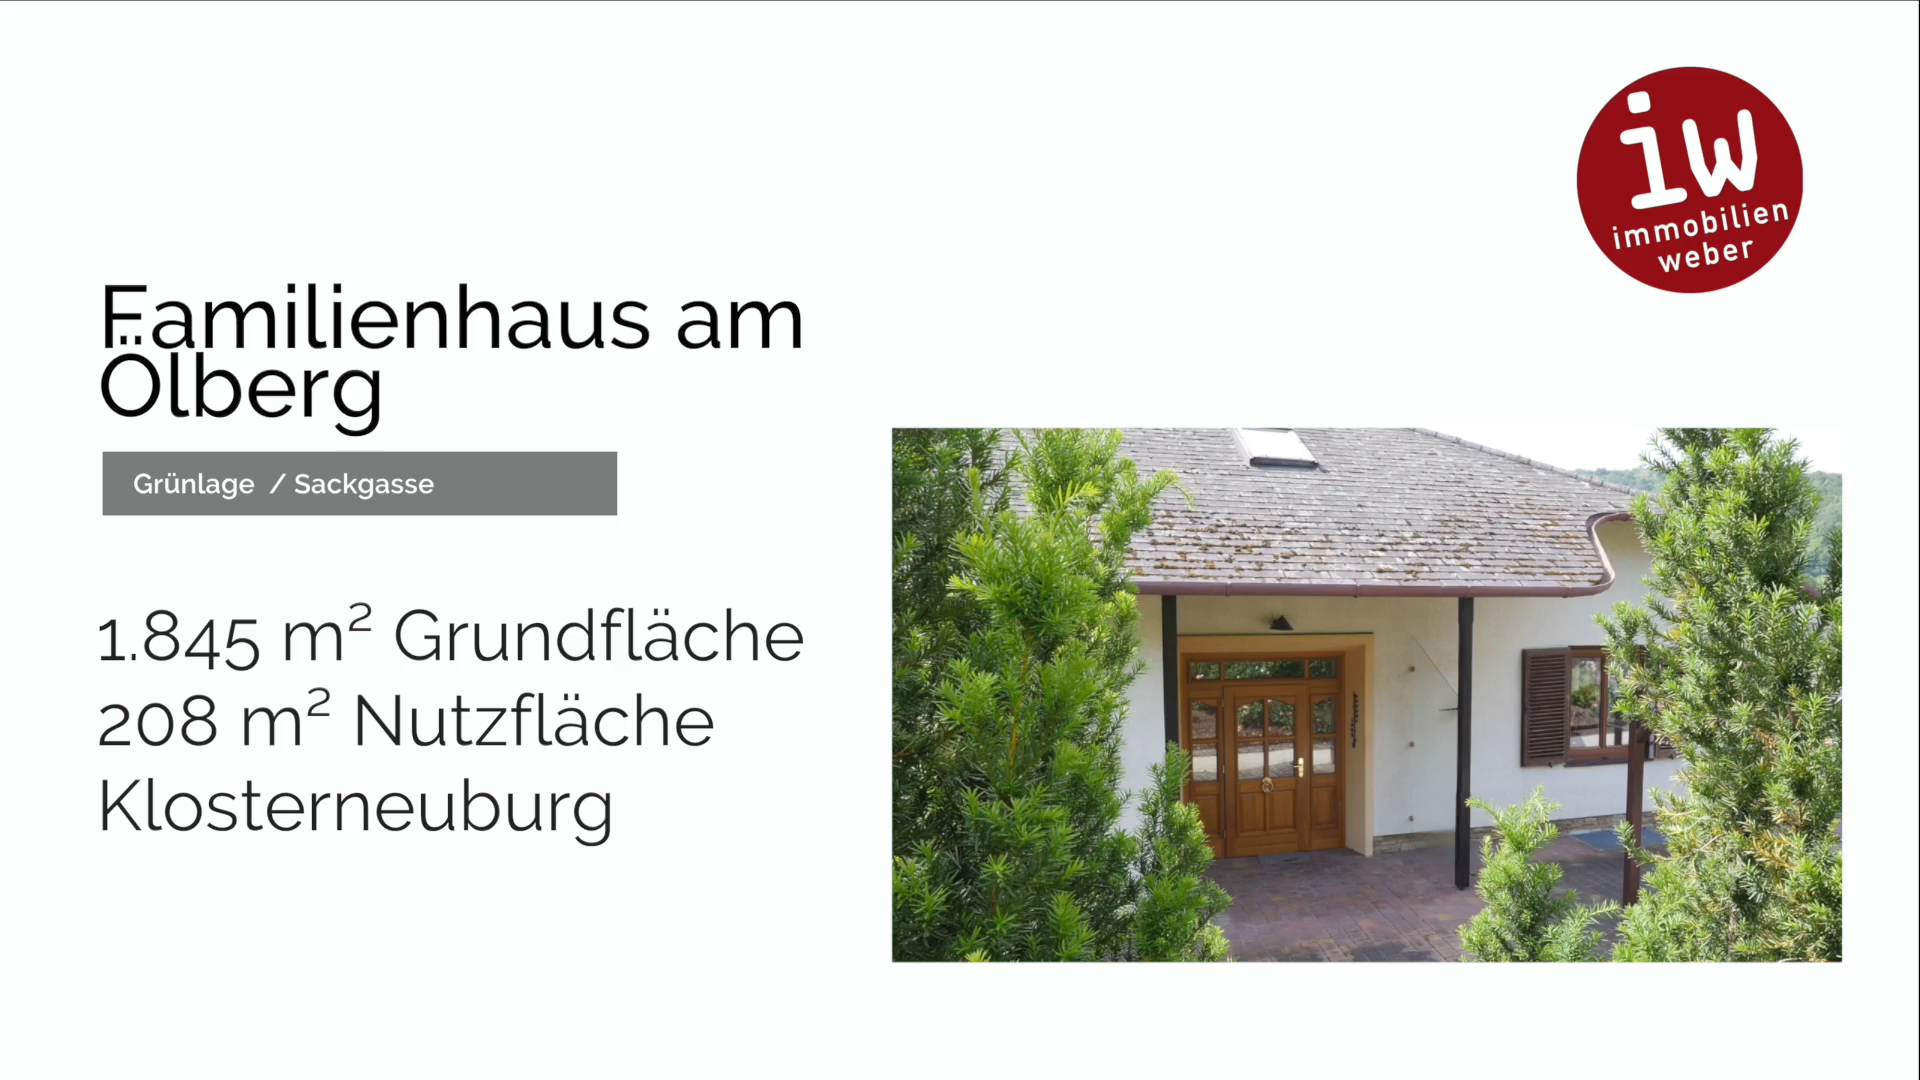 iw
immobilien
weber
Familienhaus am
Ölberg
Grünlage / Sackgasse
1.845 m² Grundfläche
208 m² Nutzfläche
Klosterneuburg